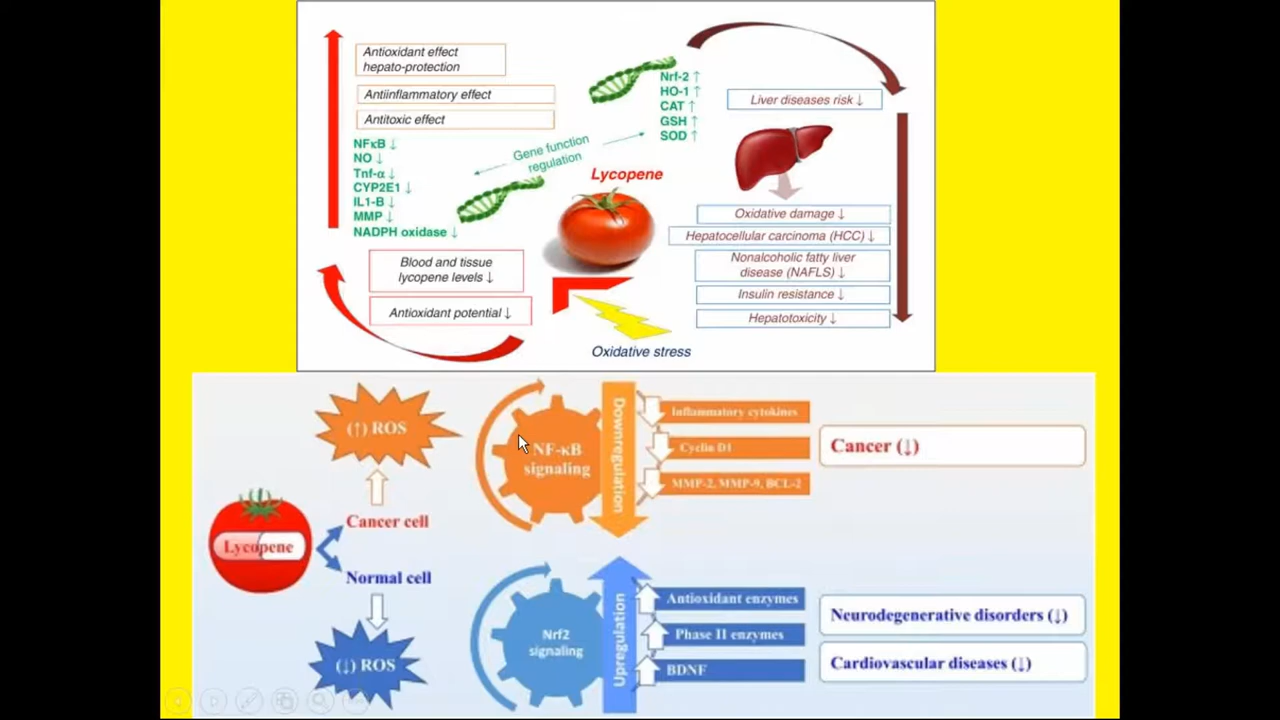 Antioxidant effect
hepato-protection
Antiinflammatory effect
Antitoxic effect
NFκB ↓
NO ↓
Tnf-α ↓
CYP2E1 ↓
IL1-B ↓
MMP ↓
NADPH oxidase ↓
Blood and tissue
lycopene levels ↓
Antioxidant potential ↓
Gene function
regulation
Nrf-2 ↑
HO-1 ↑
CAT ↑
GSH ↑
SOD ↑
Lycopene
Oxidative stress
Liver diseases risk ↓
Oxidative damage ↓
Hepatocellular carcinoma (HCC) ↓
Nonalcoholic fatty liver
disease (NAFLS) ↓
Insulin resistance ↓
Hepatotoxicity ↓
Lycopene
(↑) ROS
Cancer cell
Normal cell
(↓) ROS
NF-κB
signaling
Downregulation
Inflammatory cytokines
Cyclin D1
MMP-2, MMP-9, BCL-2
Cancer (↓)
Nrf2
signaling
Upregulation
Antioxidant enzymes
Phase II enzymes
BDNF
Neurodegenerative disorders (↓)
Cardiovascular diseases (↓)